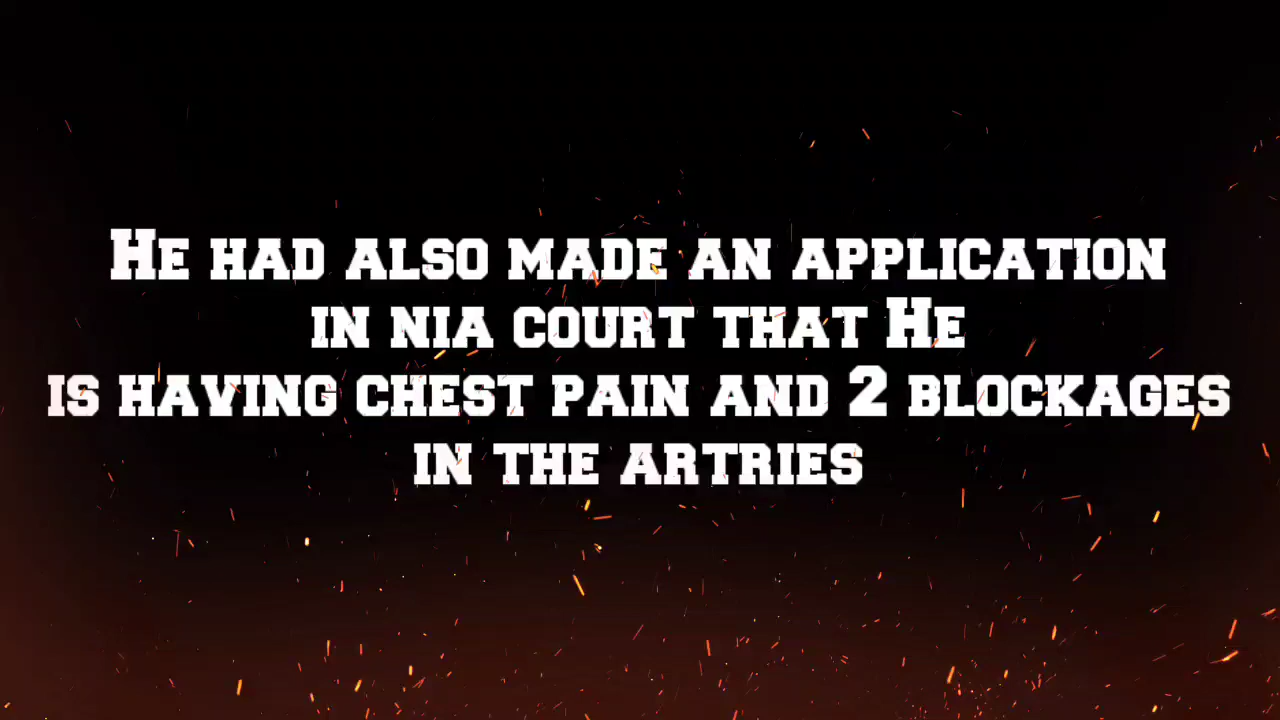 He had also made an application
in nia court that He
is having chest pain and 2 blockages
in the artries